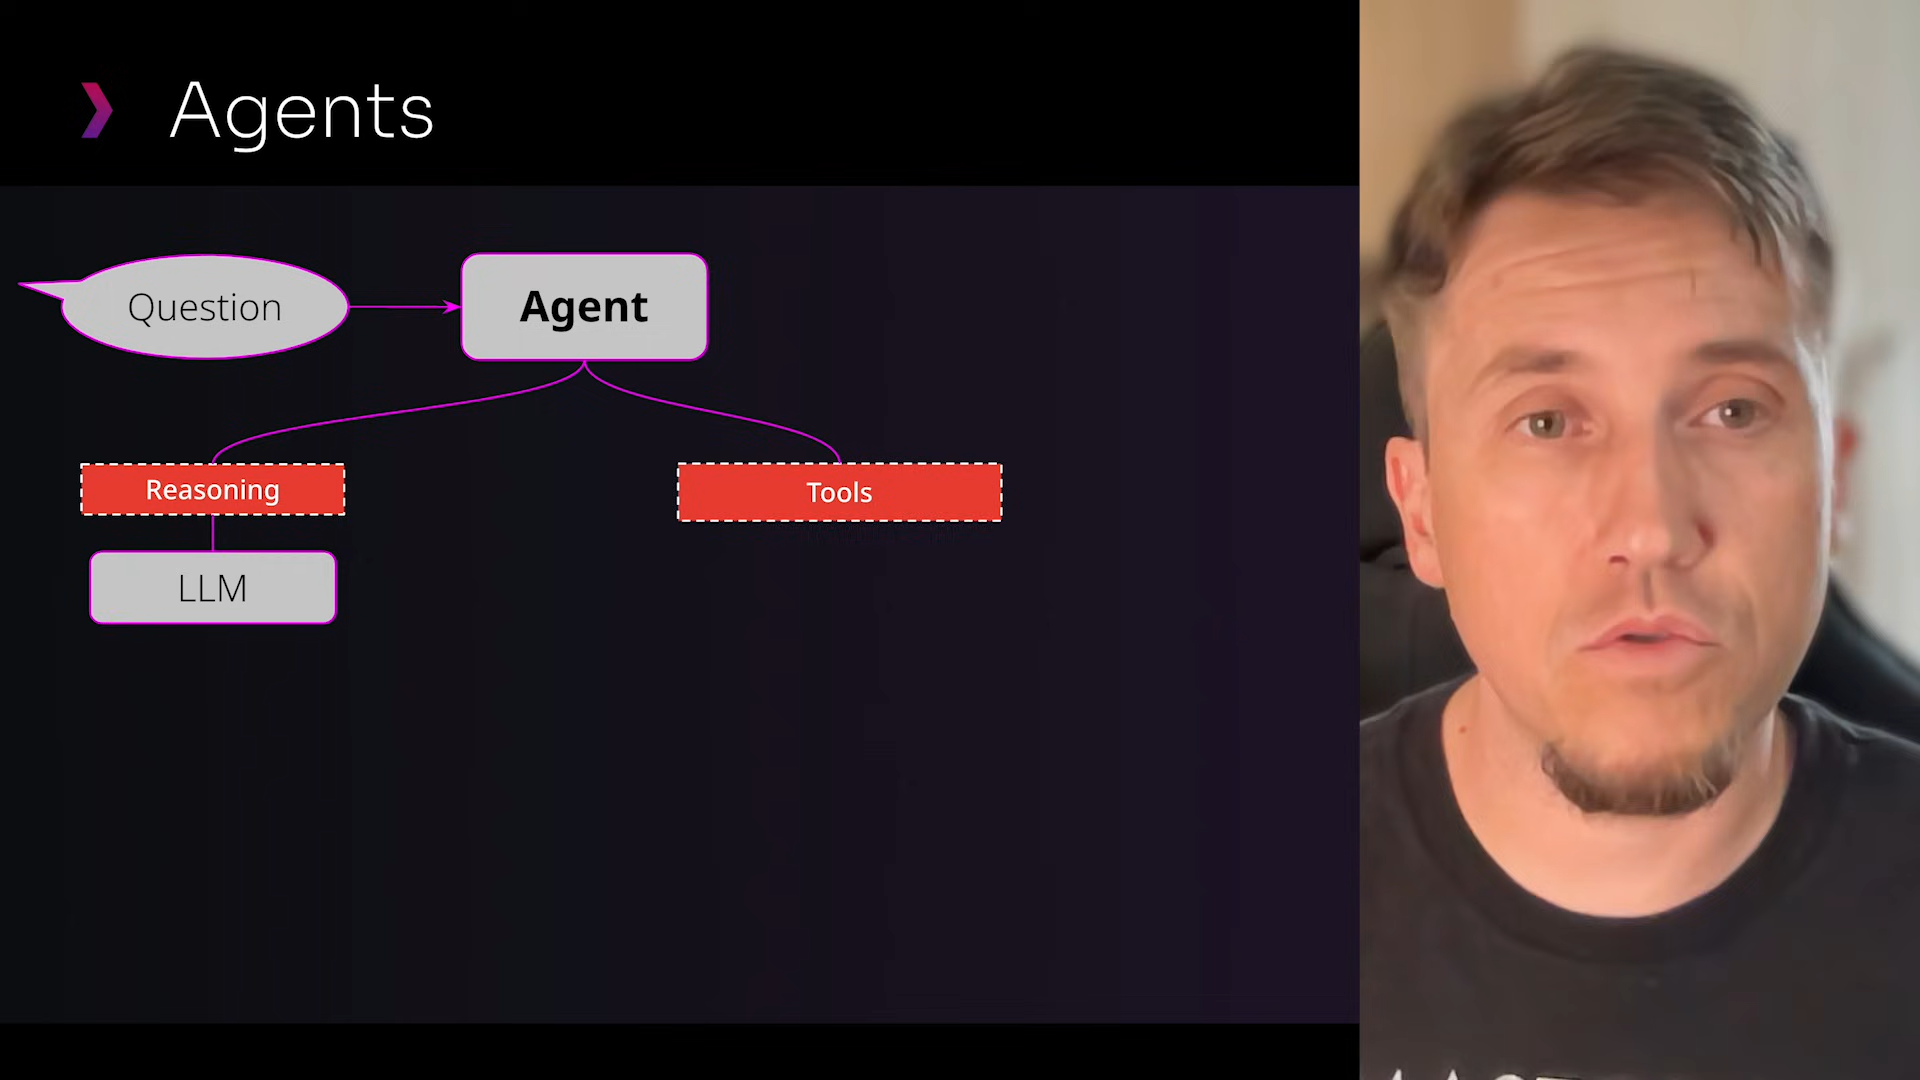 Agents
Question
Agent
Reasoning
Tools
LLM